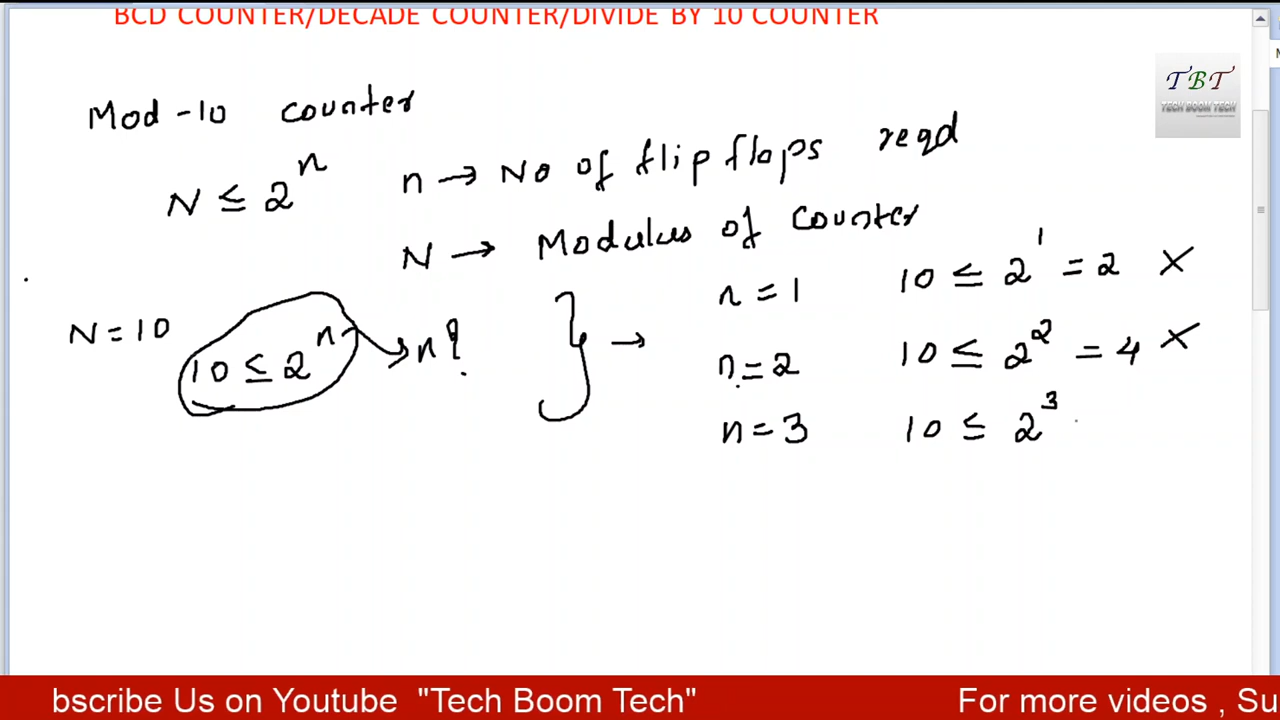 BCD COUNTER/DECADE COUNTER/DIVIDE BY 10 COUNTER
TBT
TECH BOOM TECH
Mod-10 counter
N ≤ 2^n
n → No of flip flops reqd
N → Modulus of Counter
N = 10
10 ≤ 2^n → n?
} →
n = 1 10 ≤ 2^1 = 2 ×
n = 2 10 ≤ 2^2 = 4 ×
n = 3 10 ≤ 2^3
bscribe Us on Youtube "Tech Boom Tech" For more videos , Su